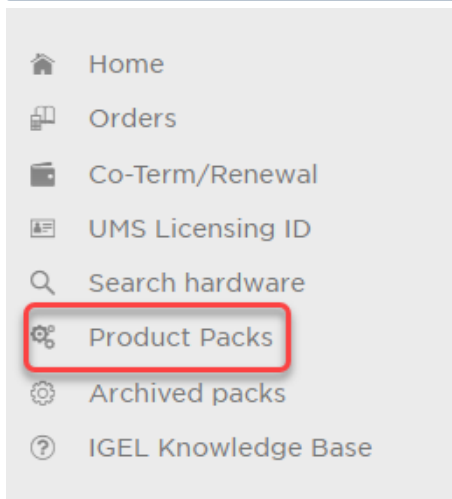 Home
Orders
Co-Term/Renewal
UMS Licensing ID
Search hardware
Product Packs
Archived packs
IGEL Knowledge Base